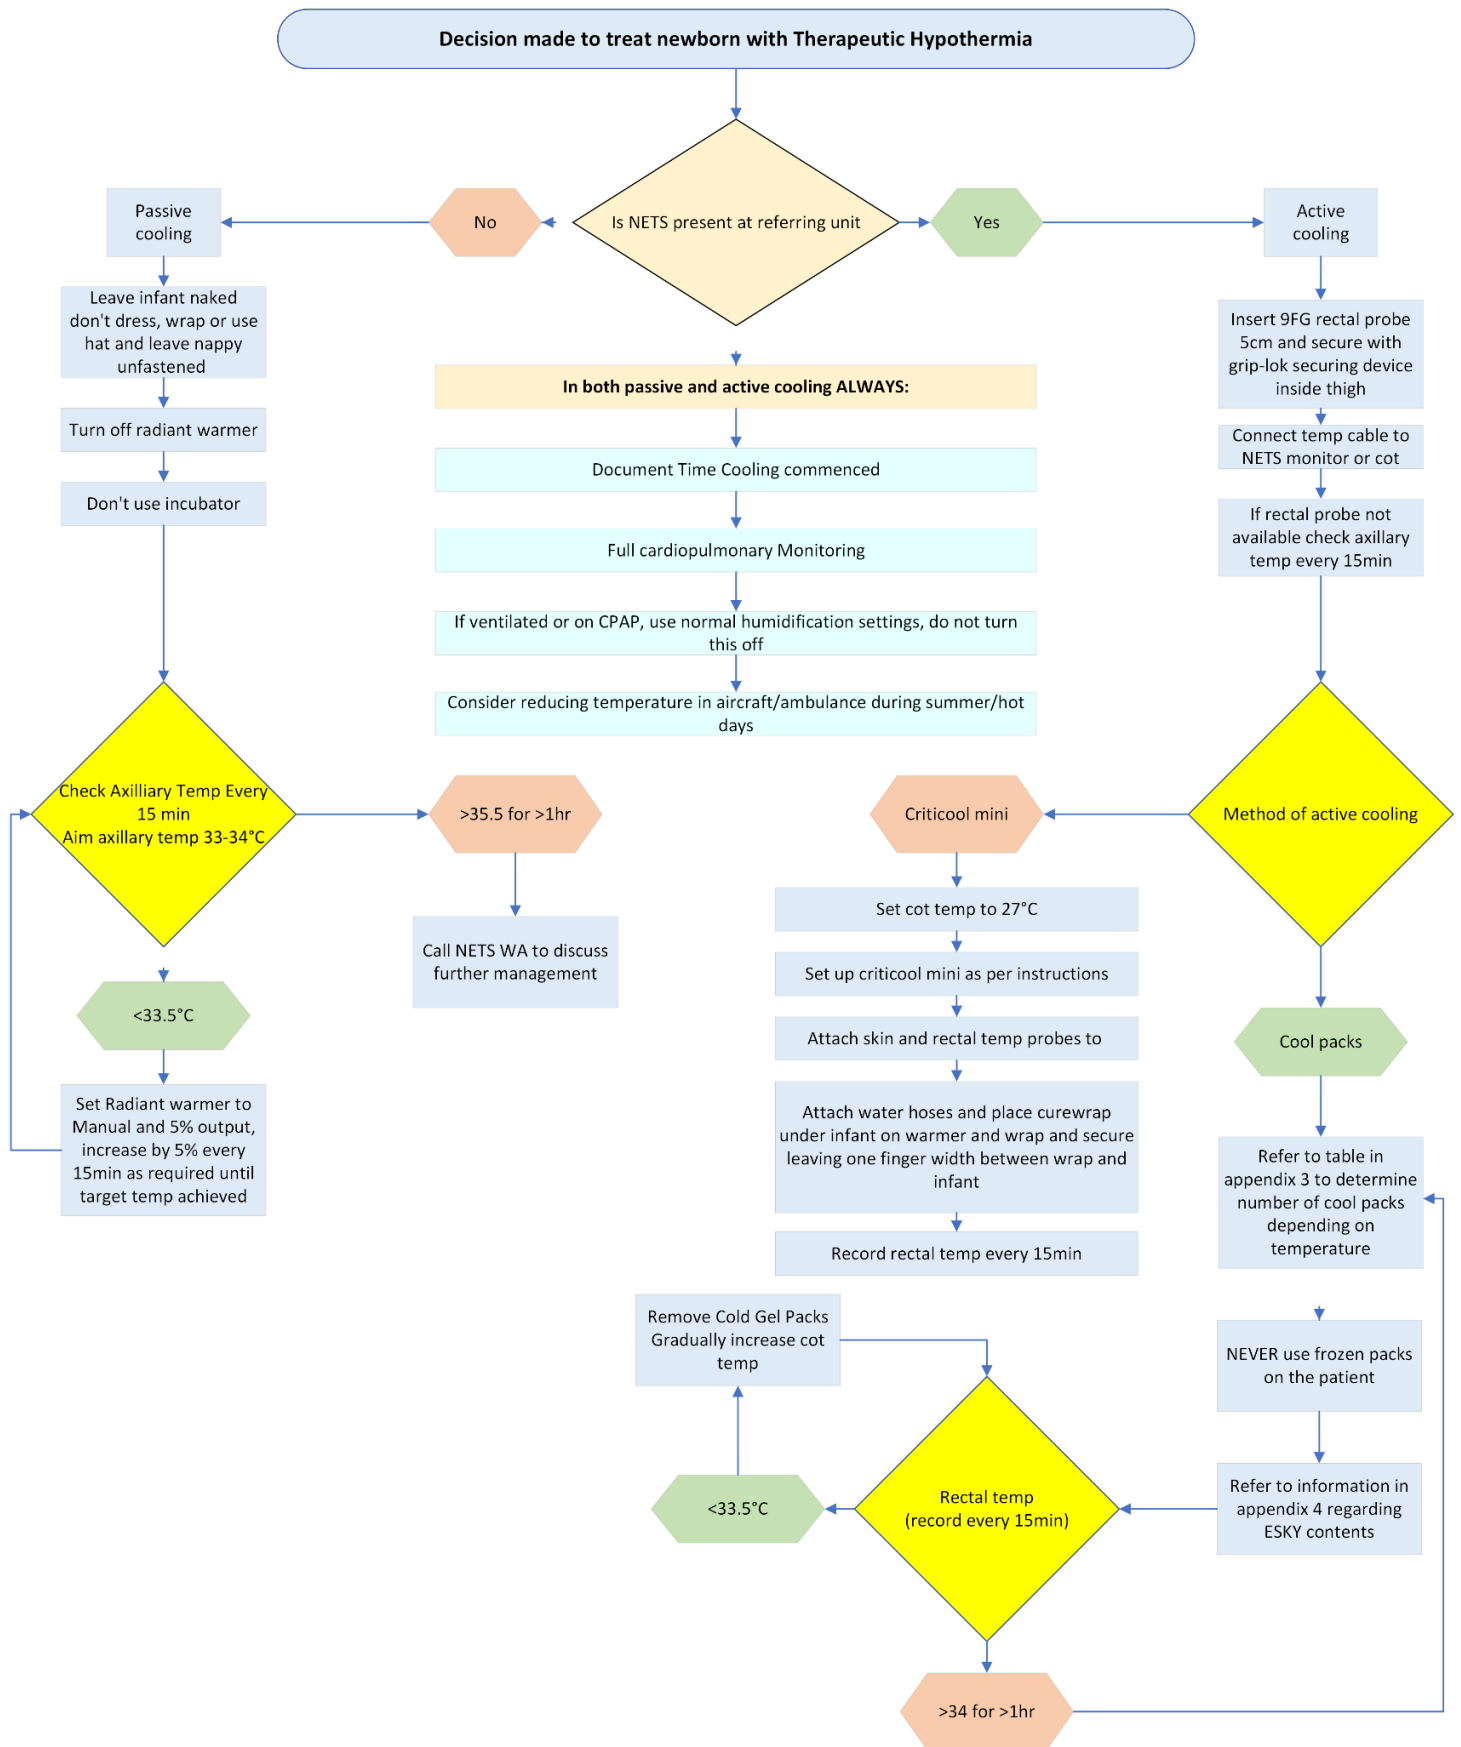 Decision made to treat newborn with Therapeutic Hypothermia
Is NETS present at referring unit
No
Yes
Passive
cooling
Leave infant naked
don't dress, wrap or use
hat and leave nappy
unfastened
Turn off radiant warmer
Don't use incubator
Check Axilliary Temp Every
15 min
Aim axillary temp 33-34°C
>35.5 for >1hr
Call NETS WA to discuss
further management
<33.5°C
Set Radiant warmer to
Manual and 5% output,
increase by 5% every
15min as required until
target temp achieved
In both passive and active cooling ALWAYS:
Document Time Cooling commenced
Full cardiopulmonary Monitoring
If ventilated or on CPAP, use normal humidification settings, do not turn
this off
Consider reducing temperature in aircraft/ambulance during summer/hot
days
Active
cooling
Insert 9FG rectal probe
5cm and secure with
grip-lok securing device
inside thigh
Connect temp cable to
NETS monitor or cot
If rectal probe not
available check axillary
temp every 15min
Method of active cooling
Criticool mini
Set cot temp to 27°C
Set up criticool mini as per instructions
Attach skin and rectal temp probes to
Attach water hoses and place curewrap
under infant on warmer and wrap and secure
leaving one finger width between wrap and
infant
Record rectal temp every 15min
Cool packs
Refer to table in
appendix 3 to determine
number of cool packs
depending on
temperature
NEVER use frozen packs
on the patient
Refer to information in
appendix 4 regarding
ESKY contents
Rectal temp
(record every 15min)
<33.5°C
Remove Cold Gel Packs
Gradually increase cot
temp
>34 for >1hr